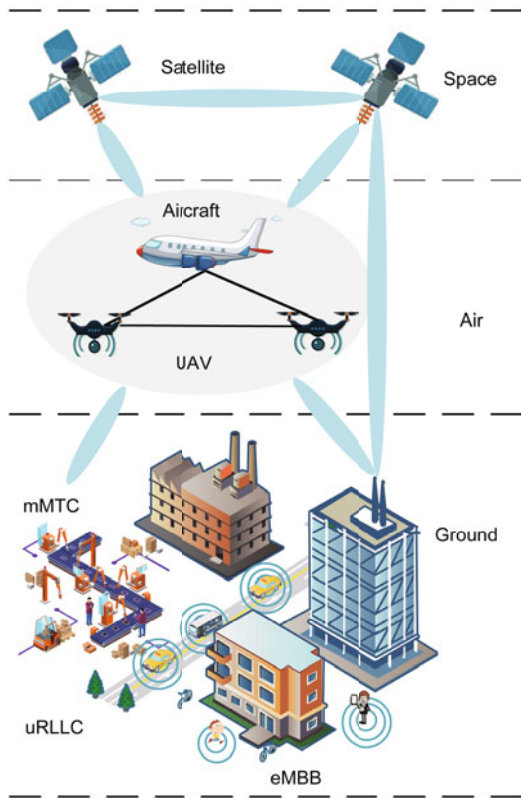 Satellite
Space
Aircraft
Air
UAV
mMTC
Ground
uRLLC
eMBB